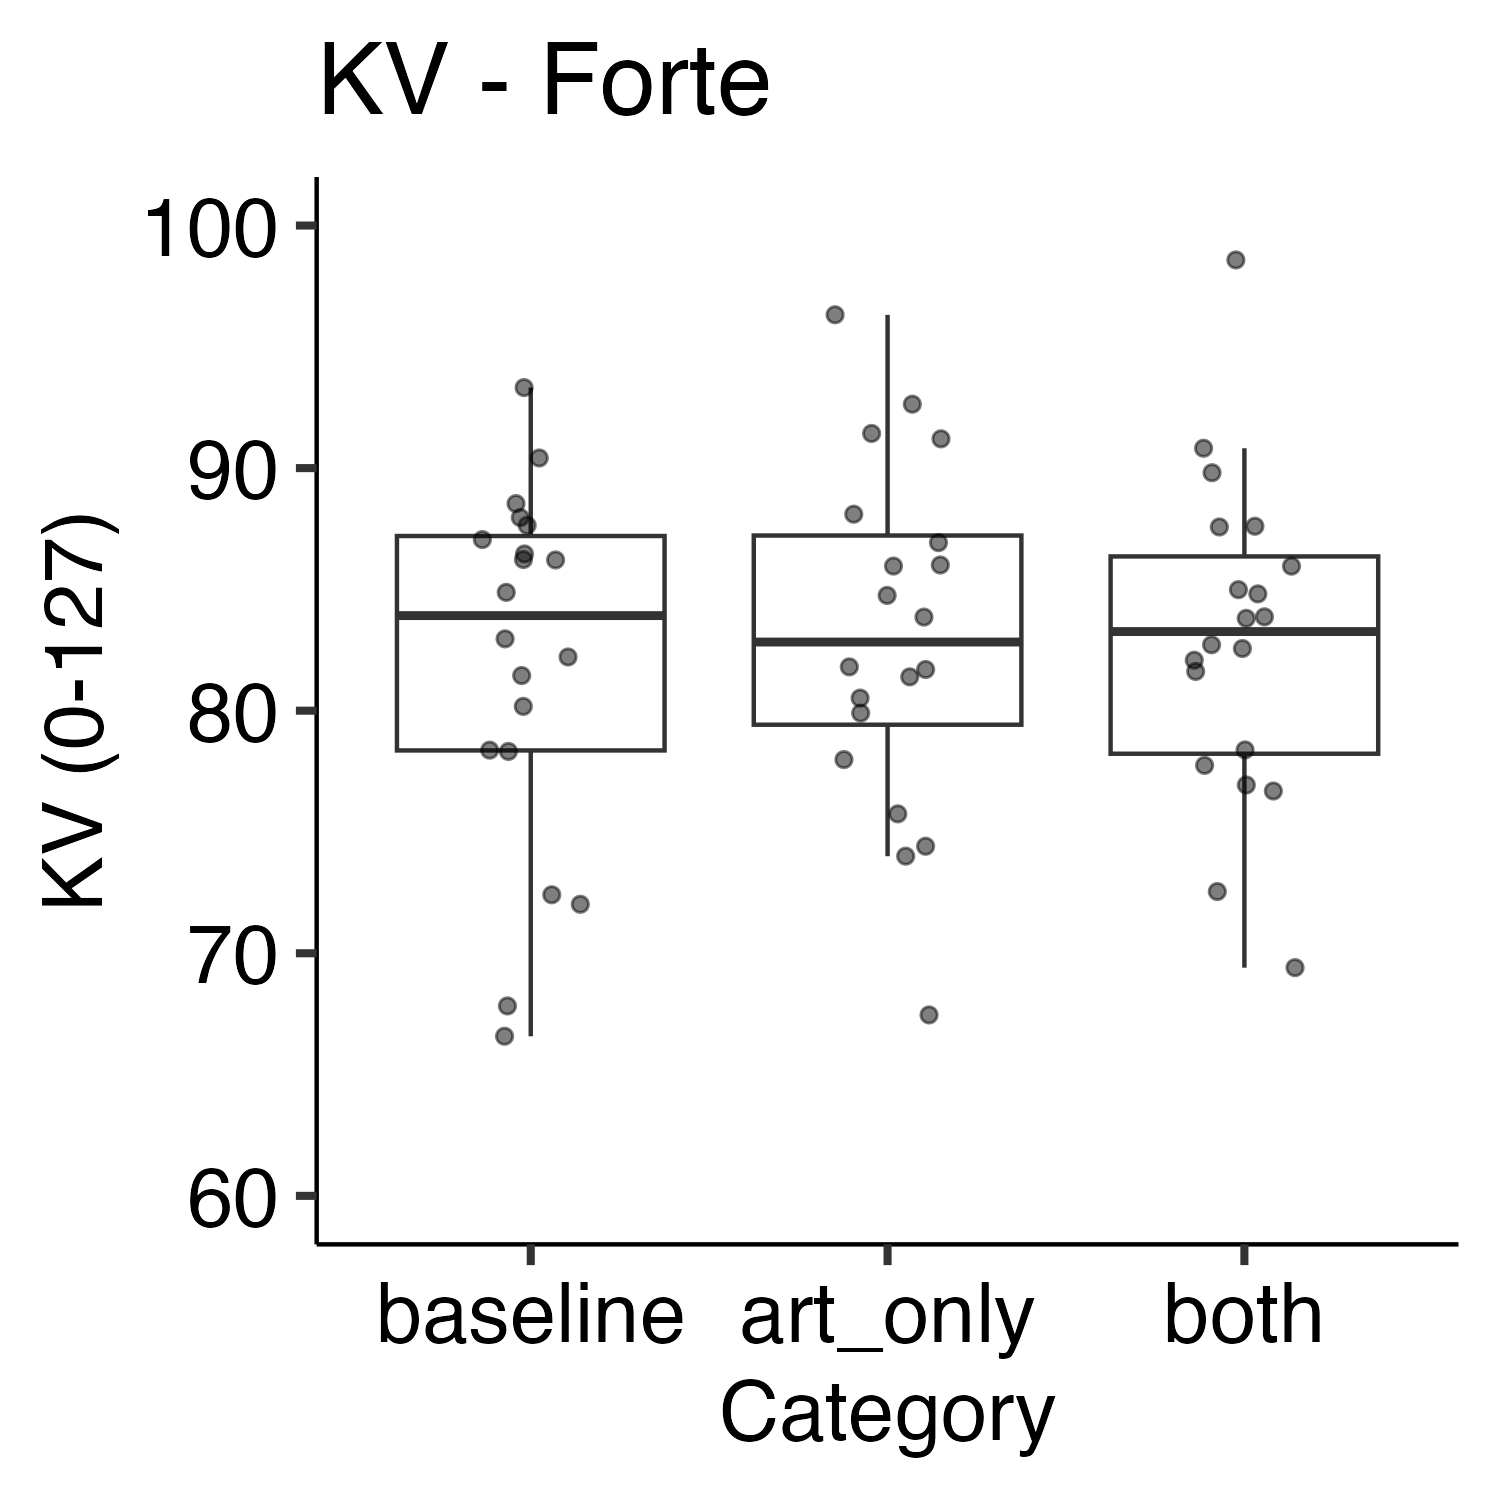 KV - Forte
KV (0-127)
100
90
80
70
60
baseline art_only both
Category